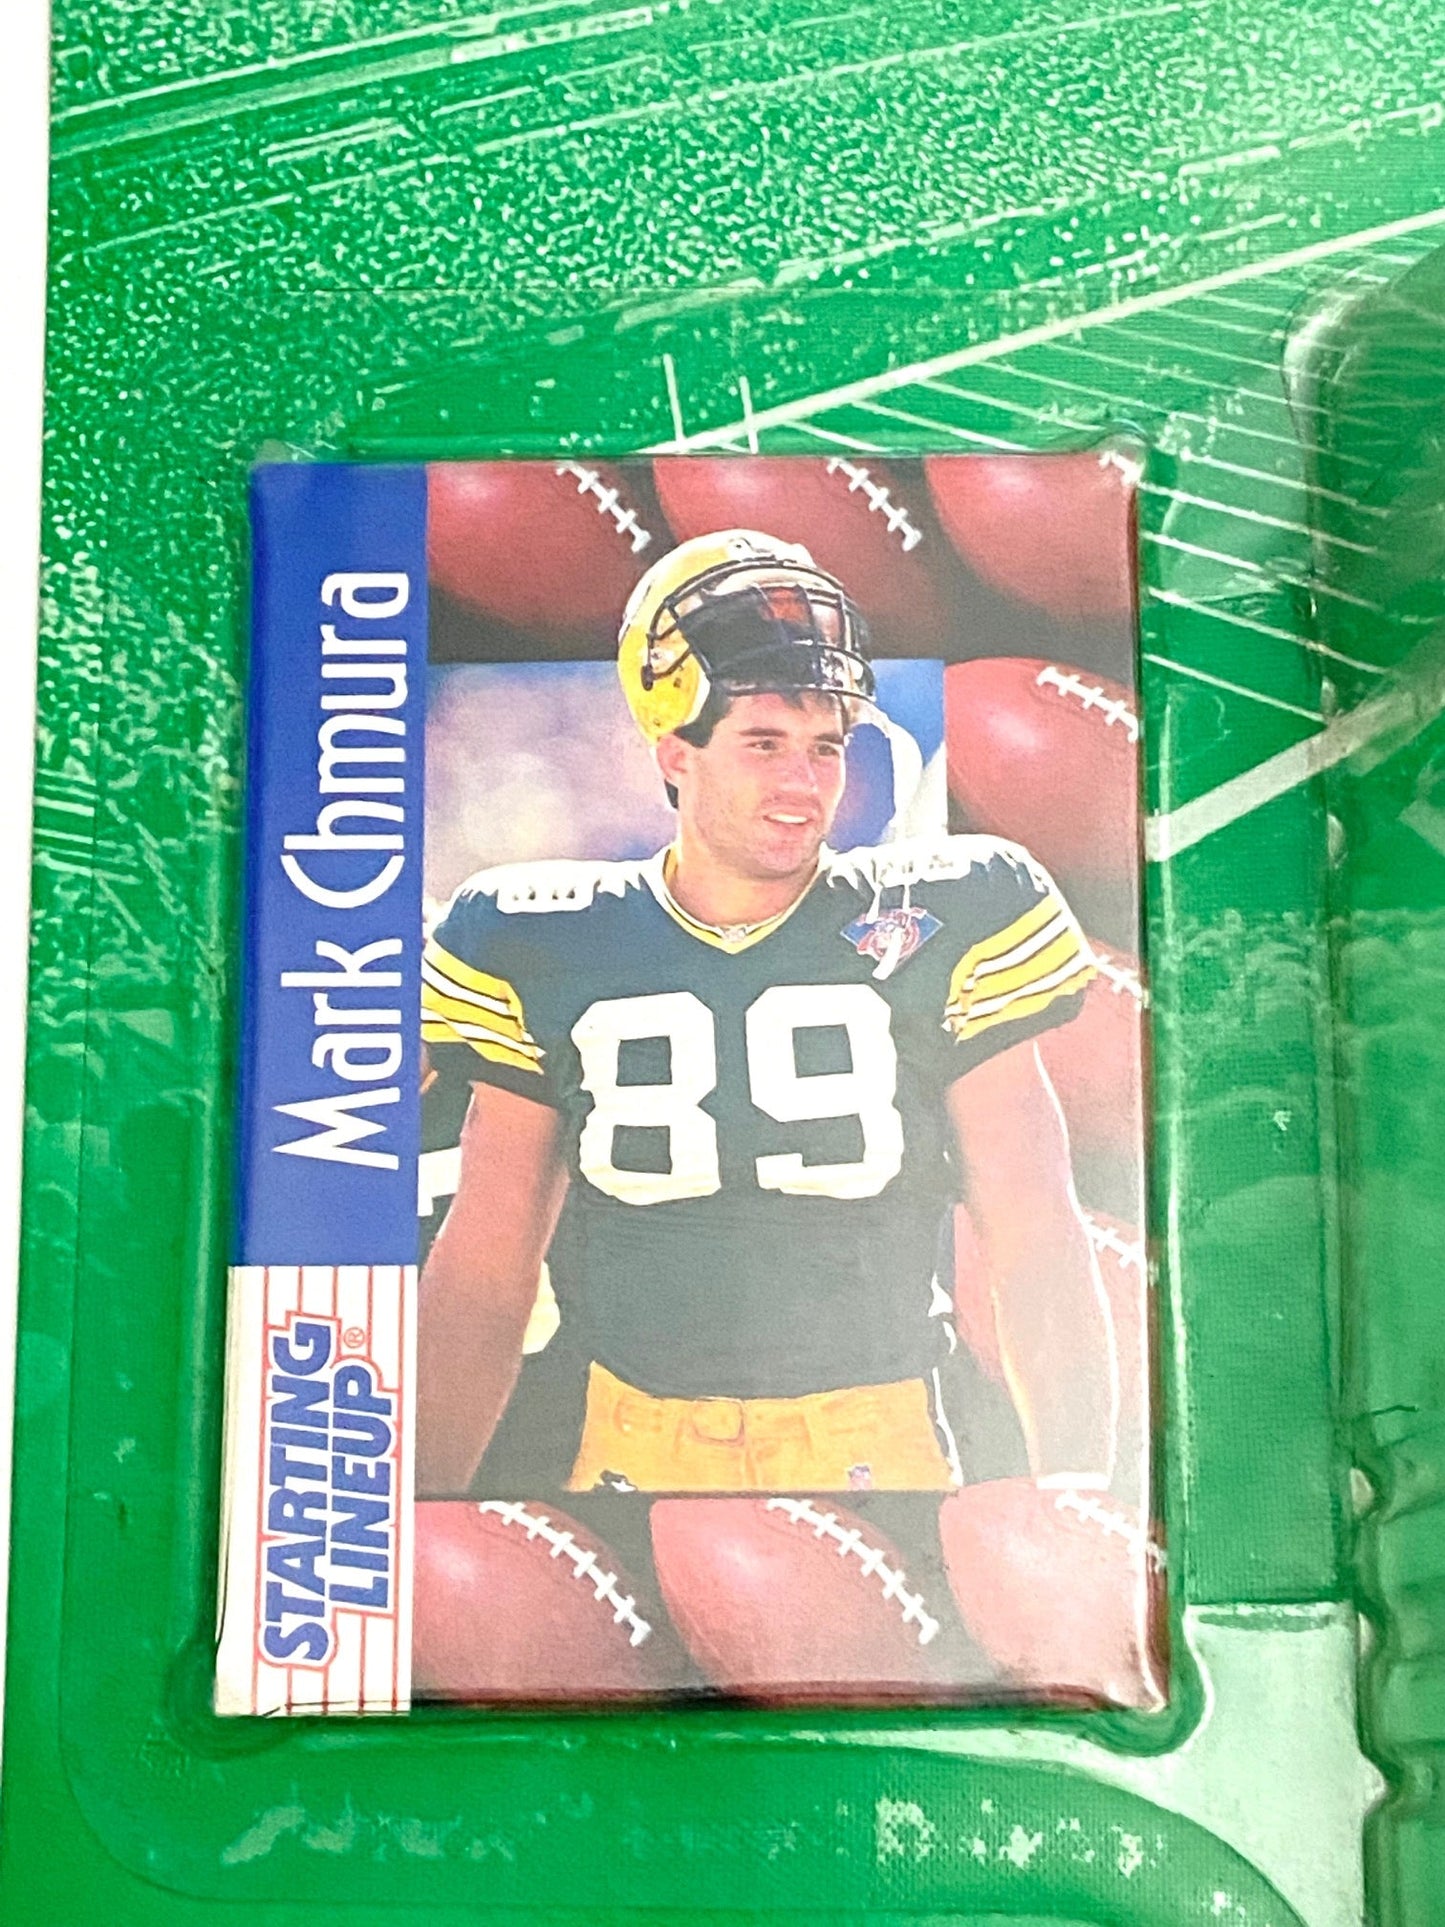 Mark Chmura
STARTING
LINEUP®
89